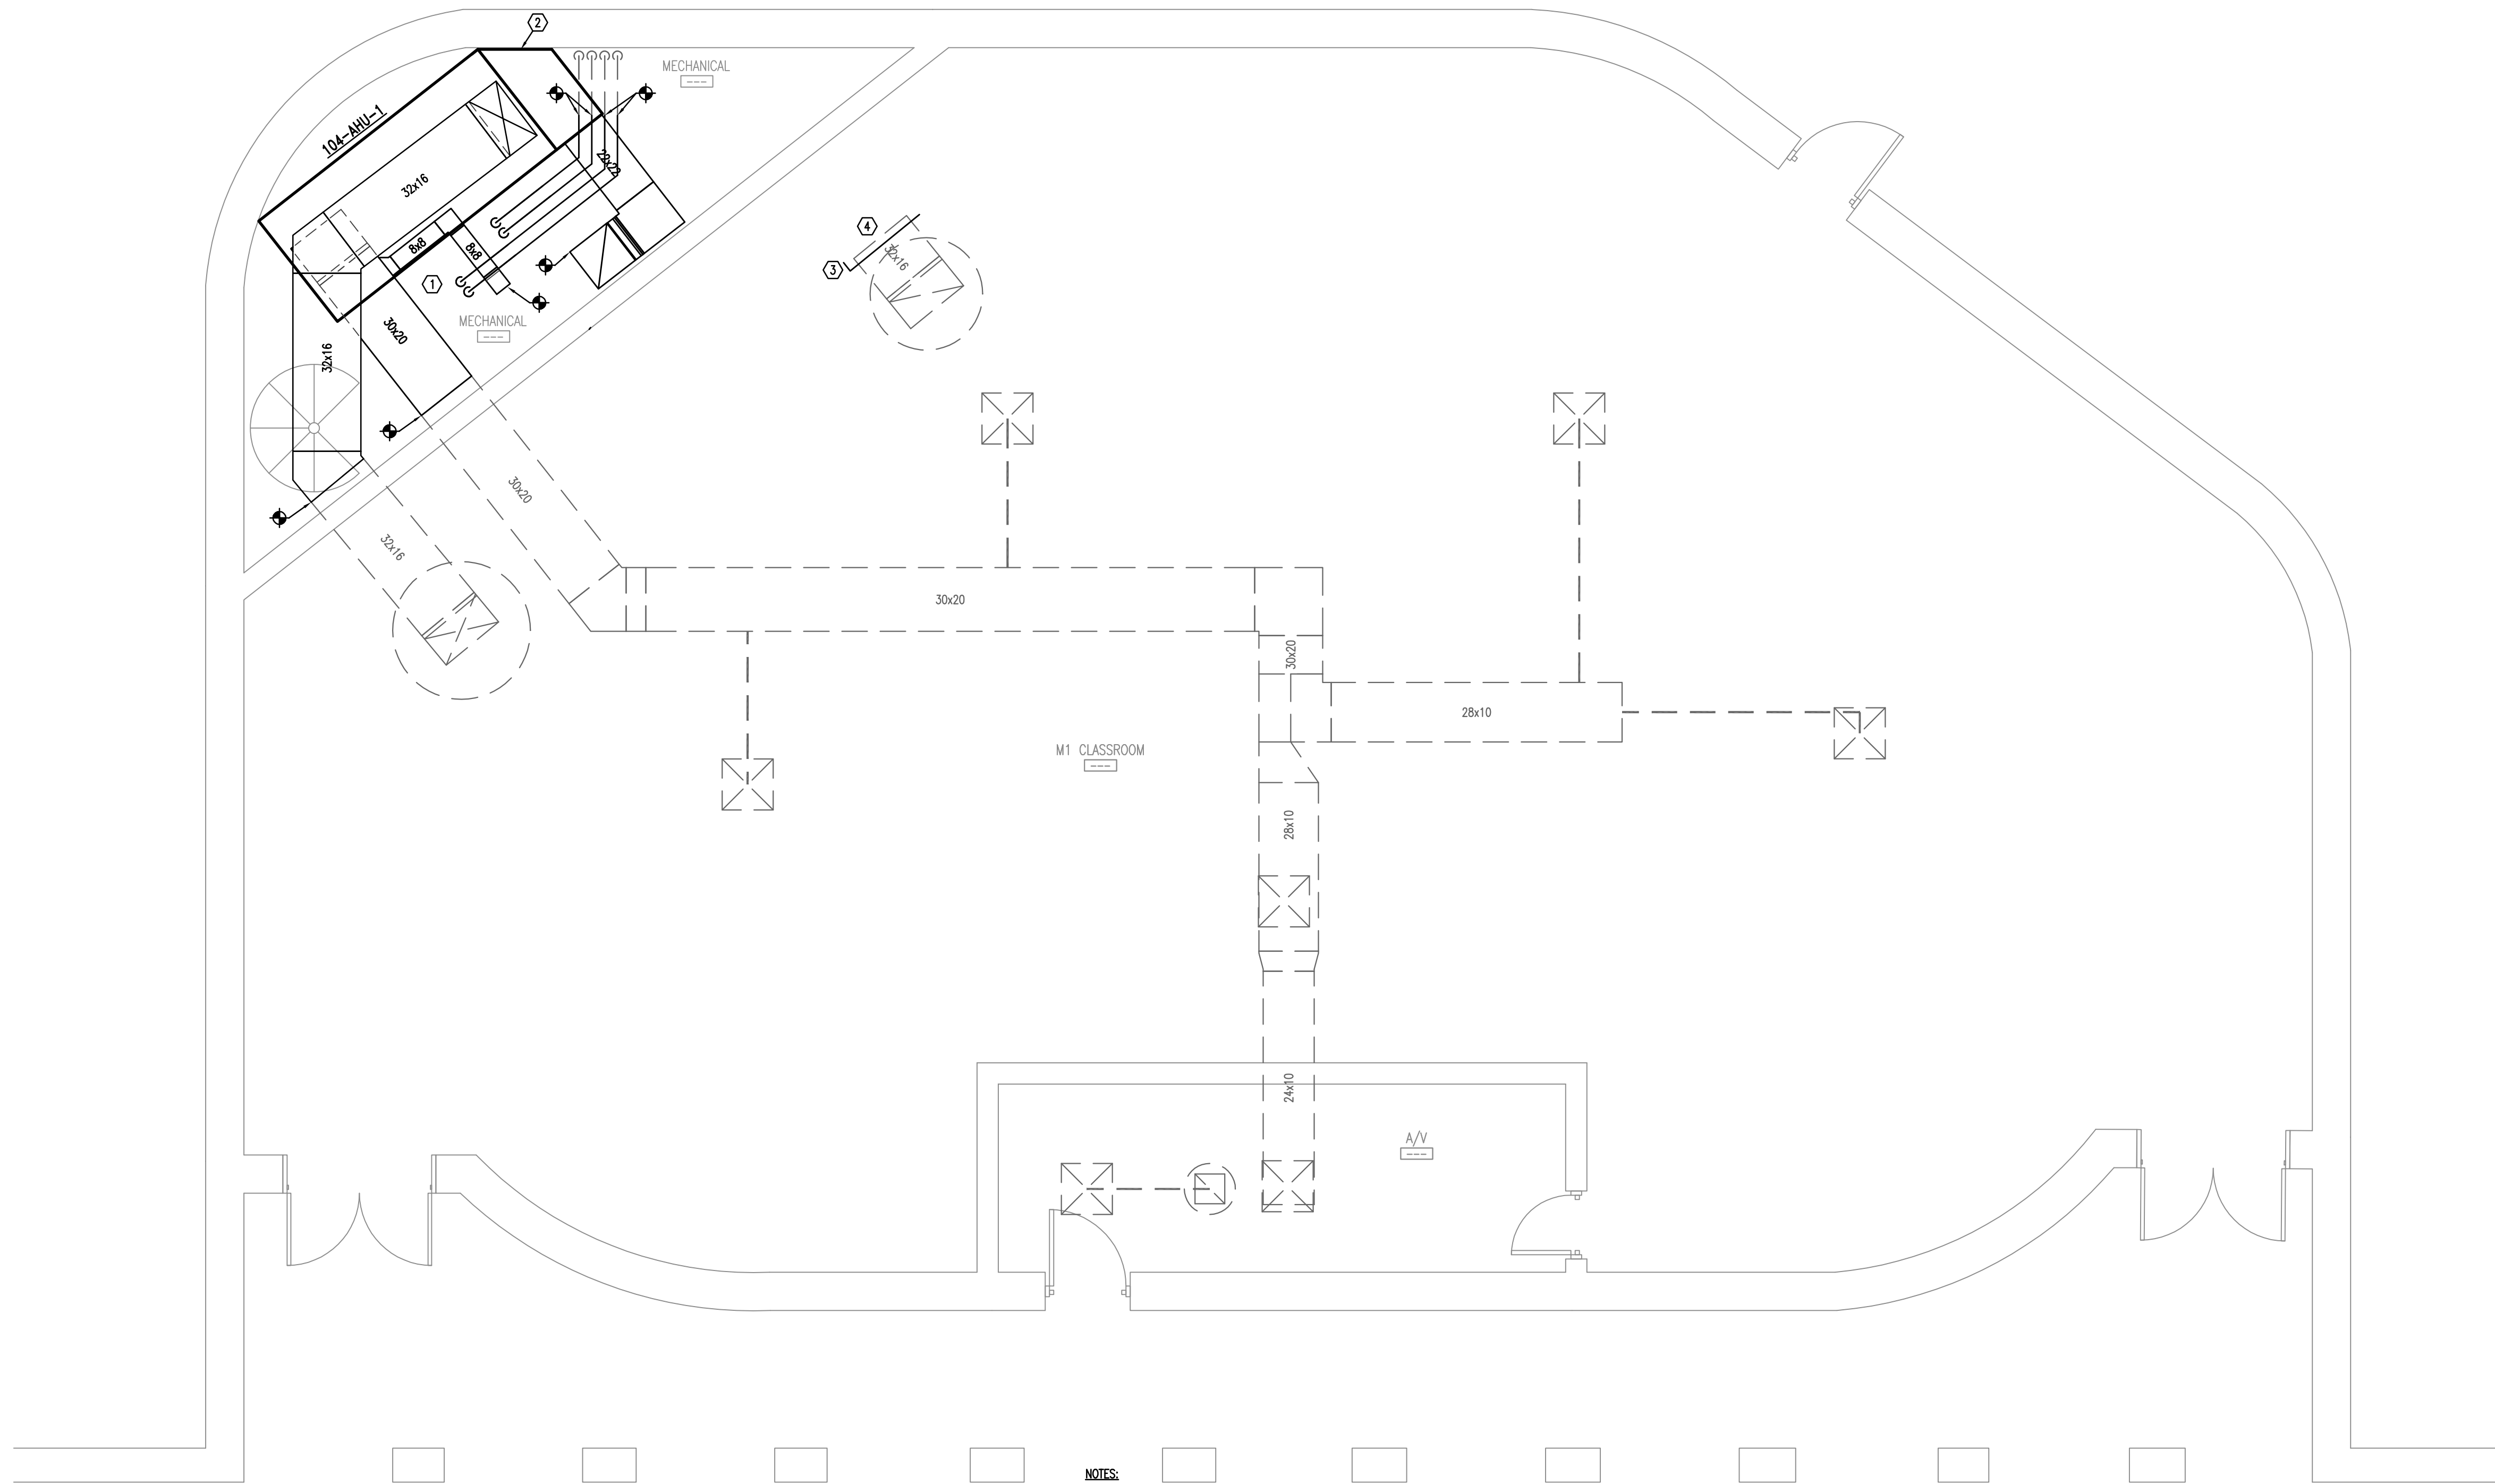 2
MECHANICAL
---
104-AHU-1
22x22
32x16
4
32x16
3
8x8
8x8
1
MECHANICAL
---
30x20
32x16
30x20
32x16
30x20
30x20
28x10
M1 CLASSROOM
---
28x10
24x10
A/V
---
NOTES: